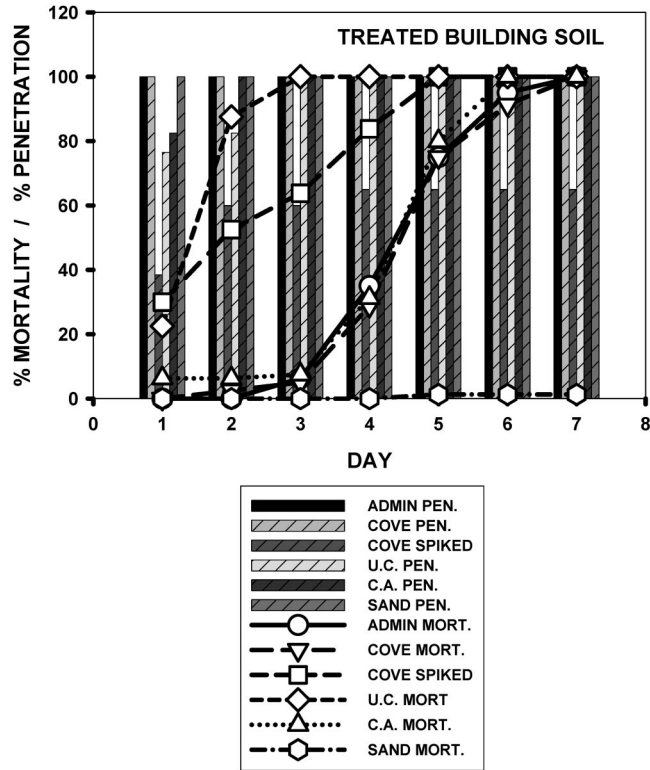 TREATED BUILDING SOIL
% MORTALITY / % PENETRATION
120
100
80
60
40
20
0
0 1 2 3 4 5 6 7 8
DAY
ADMIN PEN.
COVE PEN.
COVE SPIKED
U.C. PEN.
C.A. PEN.
SAND PEN.
ADMIN MORT.
COVE MORT.
COVE SPIKED
U.C. MORT
C.A. MORT.
SAND MORT.